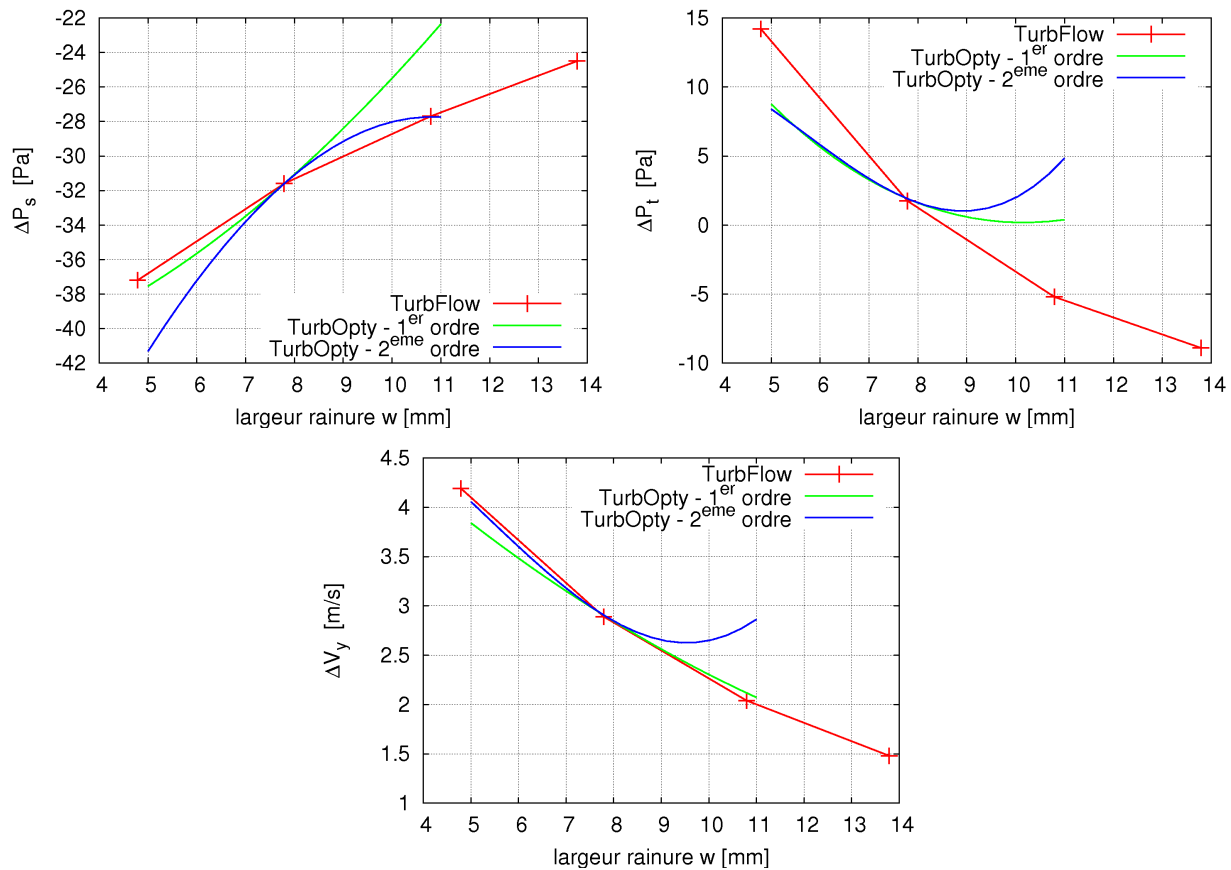 -22
-24
-26
-28
-30
-32
-34
-36
-38
-40
-42
4 5 6 7 8 9 10 11 12 13 14
ΔPs [Pa]
largeur rainure w [mm]
TurbFlow
TurbOpty - 1er ordre
TurbOpty - 2eme ordre
15
10
5
0
-5
-10
4 5 6 7 8 9 10 11 12 13 14
ΔPt [Pa]
largeur rainure w [mm]
TurbFlow
TurbOpty - 1er ordre
TurbOpty - 2eme ordre
4.5
4
3.5
3
2.5
2
1.5
1
4 5 6 7 8 9 10 11 12 13 14
ΔVy [m/s]
largeur rainure w [mm]
TurbFlow
TurbOpty - 1er ordre
TurbOpty - 2eme ordre